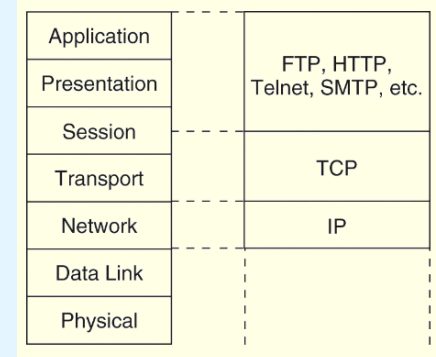 Application
Presentation
Session
Transport
Network
Data Link
Physical
FTP, HTTP,
Telnet, SMTP, etc.
TCP
IP